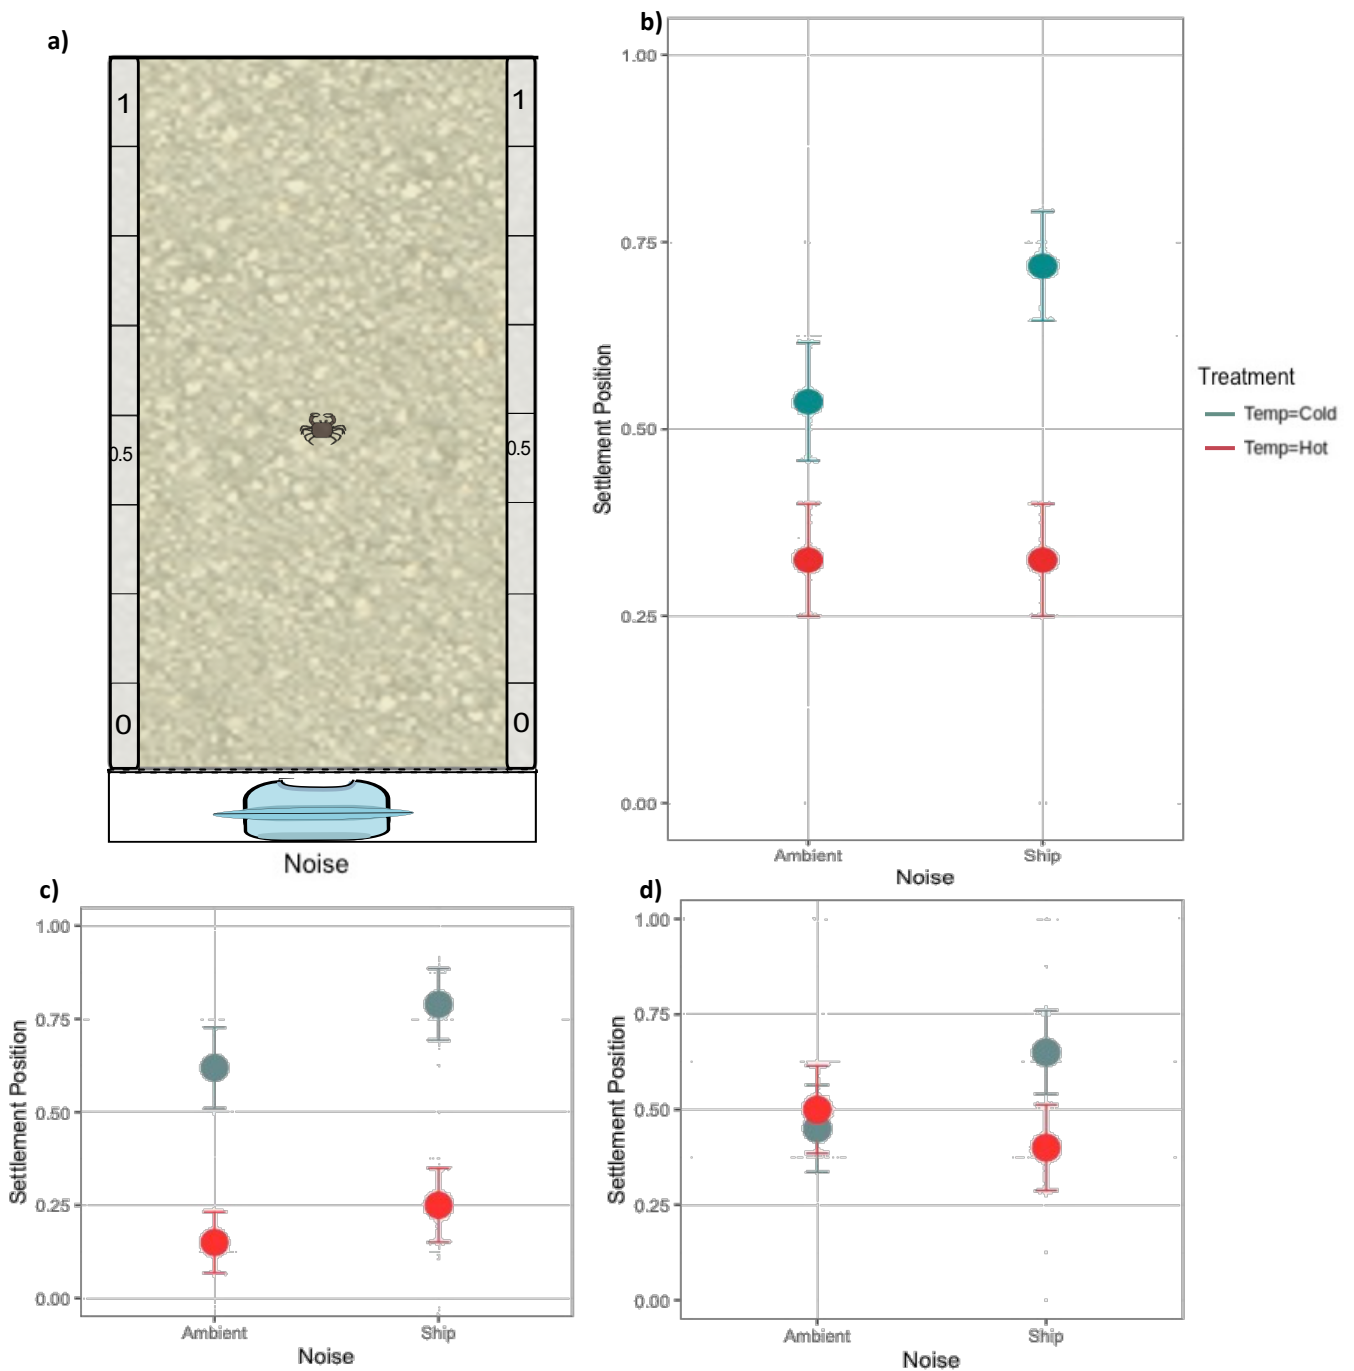 a)
1
1
0.5
0.5
0
0
Noise
b)
1.00
0.75
0.50
0.25
0.00
Settlement Position
Ambient
Ship
Noise
Treatment
Temp=Cold
Temp=Hot
c)
1.00
0.75
0.50
0.25
0.00
Settlement Position
Ambient
Ship
Noise
d)
1.00
0.75
0.50
0.25
0.00
Settlement Position
Ambient
Ship
Noise